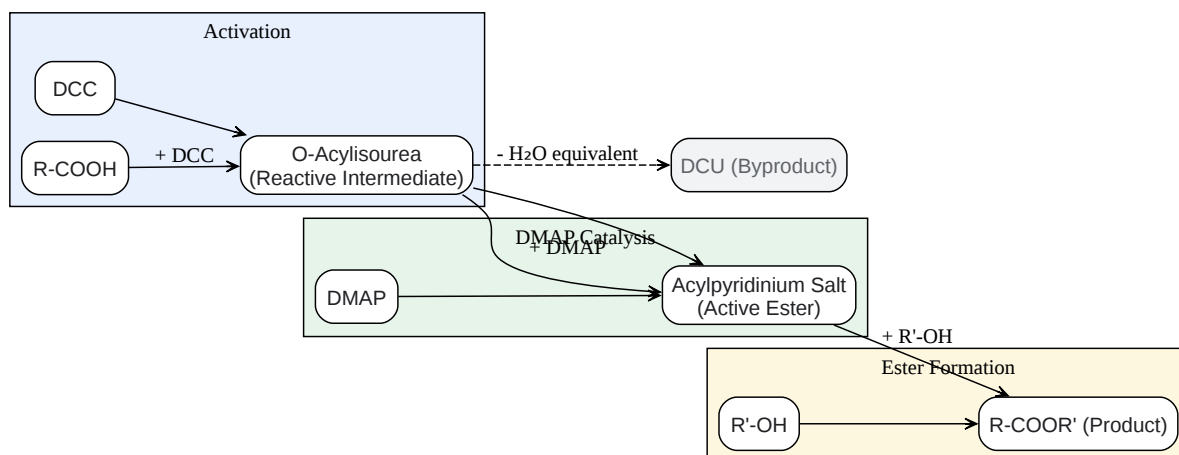 Activation
DCC
R-COOH
+ DCC
O-Acylisourea
(Reactive Intermediate)
- H₂O equivalent
DCU (Byproduct)
DMAP Catalysis
+ DMAP
DMAP
Acylpyridinium Salt
(Active Ester)
+ R'-OH
Ester Formation
R'-OH
R-COOR' (Product)